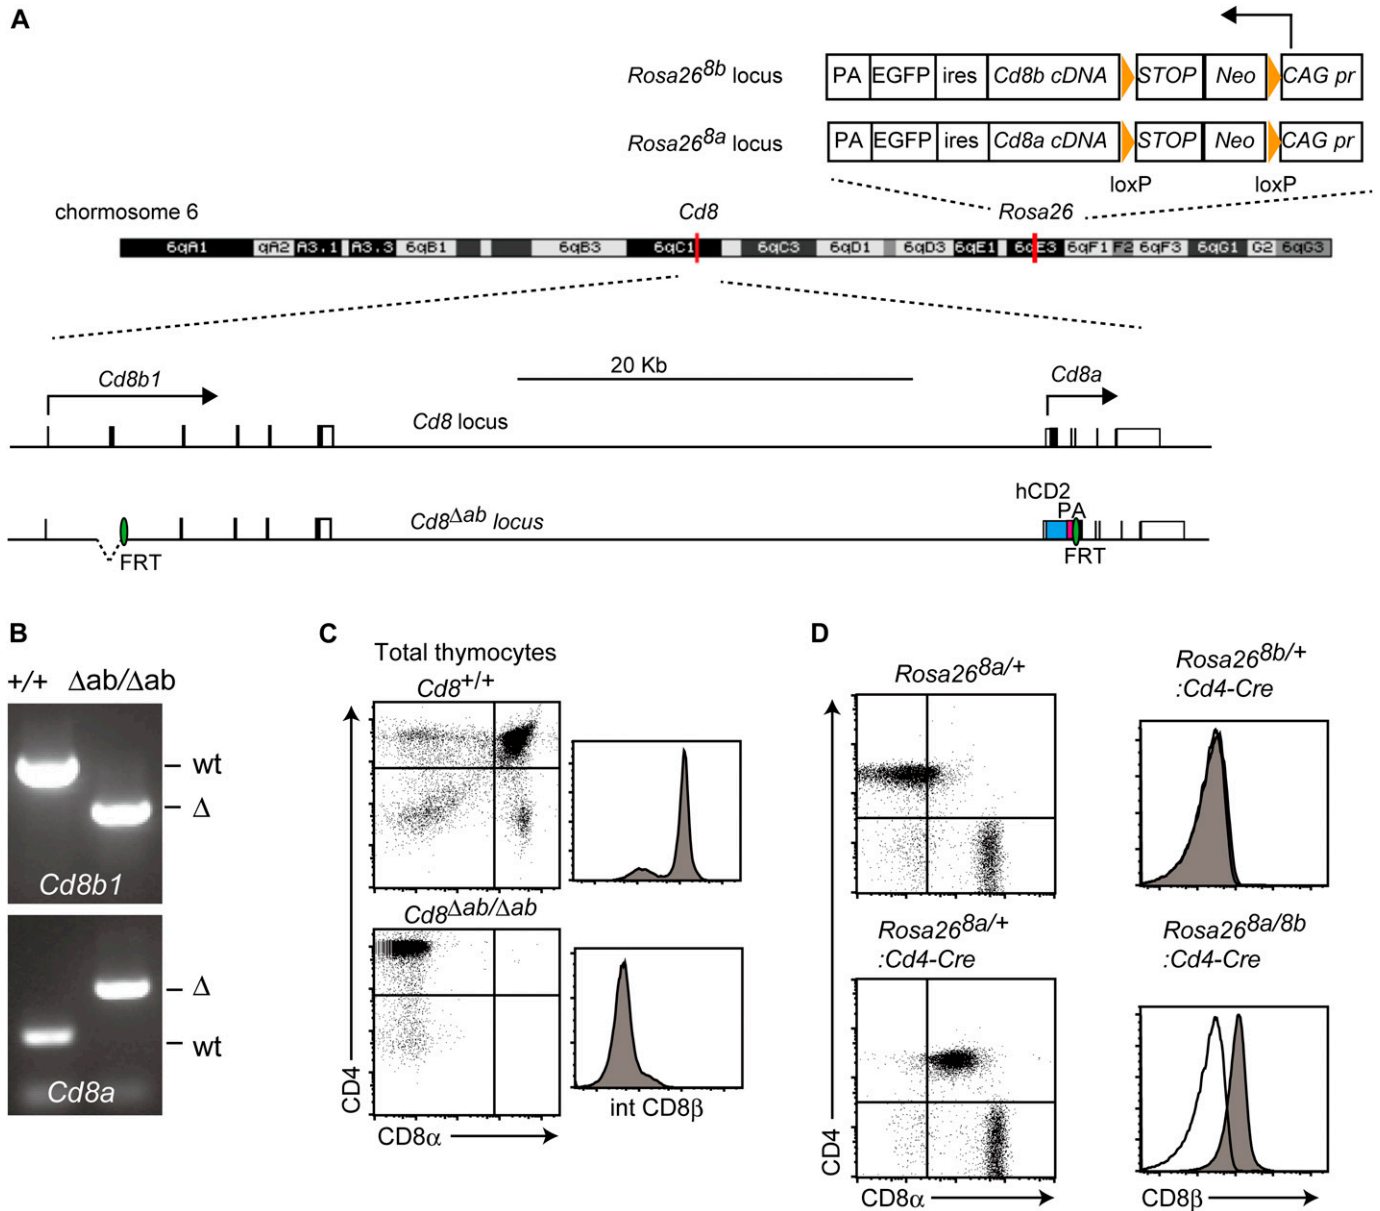 A
Rosa26^8b locus
PA EGFP ires Cd8b cDNA STOP Neo CAG pr
Rosa26^8a locus
PA EGFP ires Cd8a cDNA STOP Neo CAG pr
loxP loxP
chormosome 6
Cd8
Rosa26
6qA1 qA2 A3.1 A3.3 6qB1 6qB3 6qC1 6qC3 6qD1 6qD3 6qE1 6qE3 6qF1 F2 6qF3 6qG1 G2 6qG3
20 Kb
Cd8b1
Cd8a
Cd8 locus
hCD2
PA
Cd8^Δab locus
FRT
FRT
B
+/+ Δab/Δab
wt
Δ
Cd8b1
Δ
wt
Cd8a
C
Total thymocytes
Cd8^+/+
Cd8^Δab/Δab
CD4
CD8α
int CD8β
D
Rosa26^8a/+
Rosa26^8b/+
:Cd4-Cre
Rosa26^8a/+
:Cd4-Cre
Rosa26^8a/8b
:Cd4-Cre
CD4
CD8α
CD8β